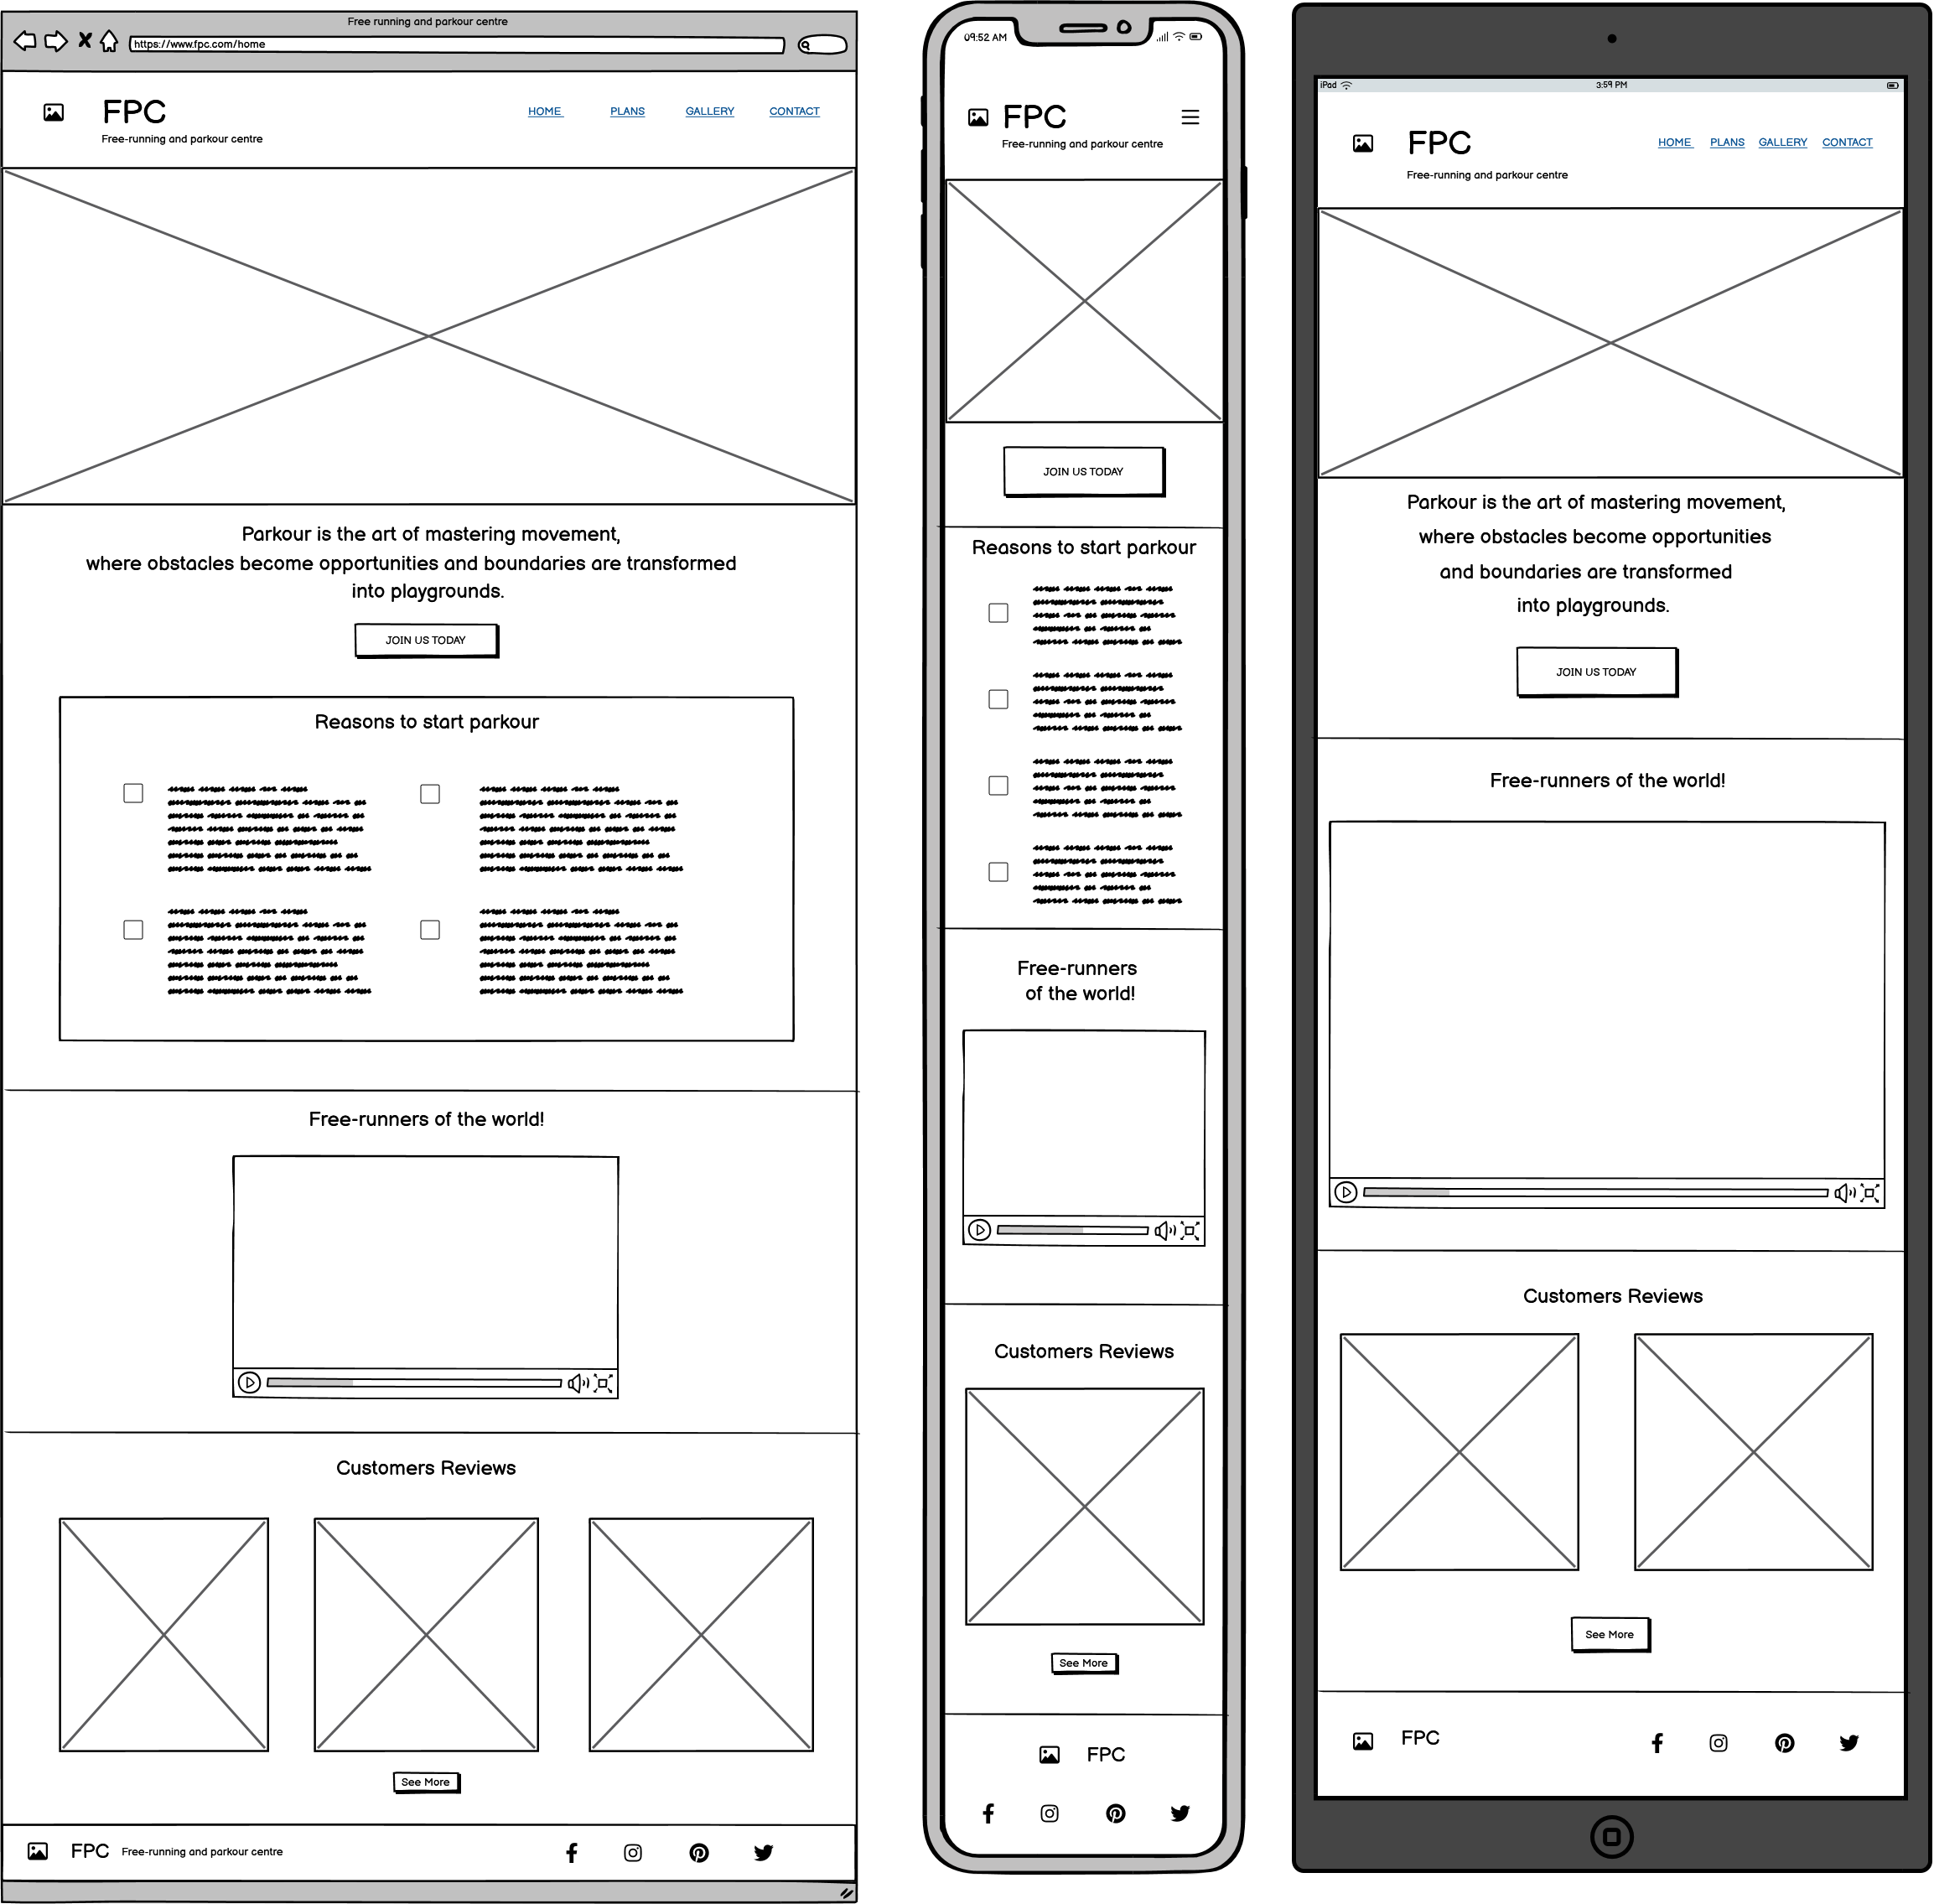 Free running and parkour centre
https://www.fpc.com/home
FPC
Free-running and parkour centre
HOME PLANS GALLERY CONTACT
Parkour is the art of mastering movement,
where obstacles become opportunities and boundaries are transformed
into playgrounds.
JOIN US TODAY
Reasons to start parkour
Free-runners of the world!
Customers Reviews
See More
FPC Free-running and parkour centre
09:52 AM
FPC
Free-running and parkour centre
JOIN US TODAY
Reasons to start parkour
Free-runners
of the world!
Customers Reviews
See More
FPC
iPad 3:59 PM
FPC
Free-running and parkour centre
HOME PLANS GALLERY CONTACT
Parkour is the art of mastering movement,
where obstacles become opportunities
and boundaries are transformed
into playgrounds.
JOIN US TODAY
Free-runners of the world!
Customers Reviews
See More
FPC